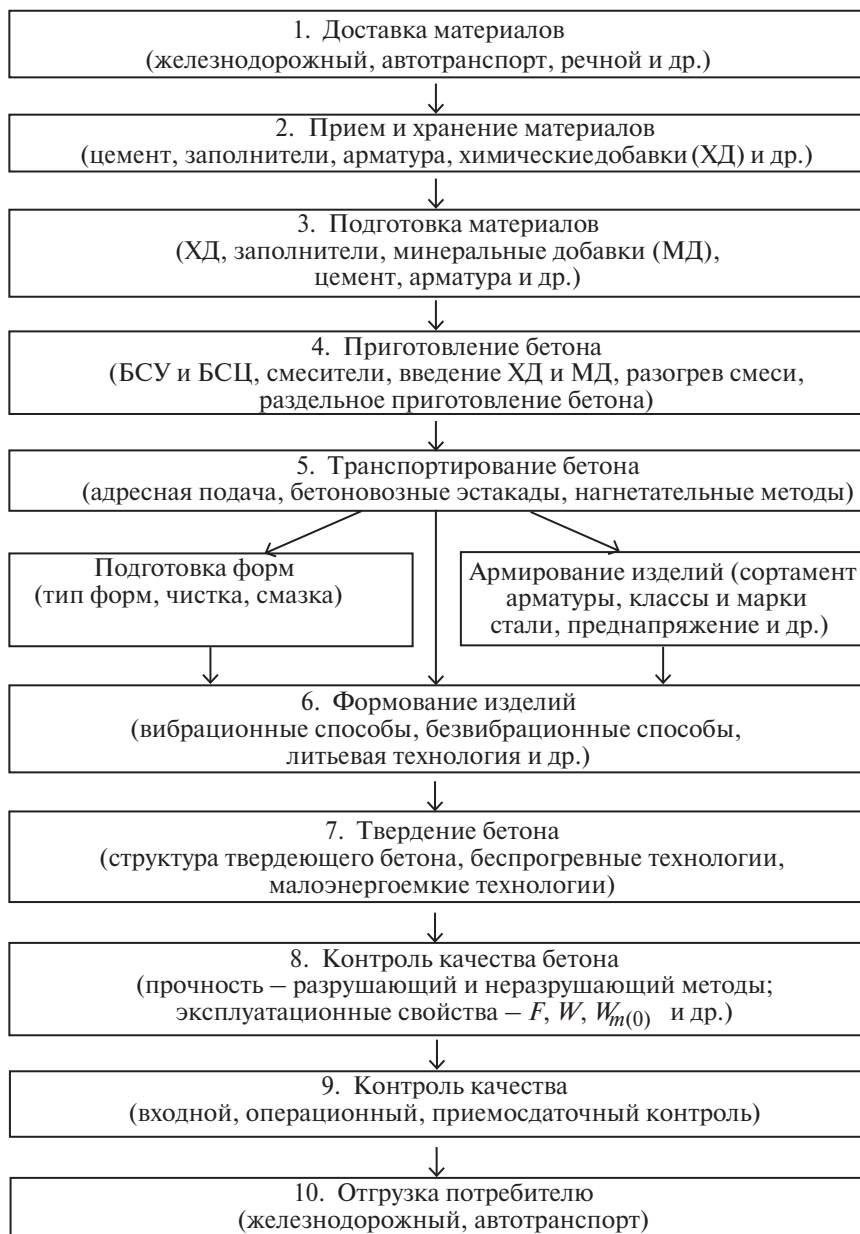 1. Доставка материалов
(железнодорожный, автотранспорт, речной и др.)
2. Прием и хранение материалов
(цемент, заполнители, арматура, химические добавки (ХД) и др.)
3. Подготовка материалов
(ХД, заполнители, минеральные добавки (МД),
цемент, арматура и др.)
4. Приготовление бетона
(БСУ и БСЦ, смесители, введение ХД и МД, разогрев смеси,
раздельное приготовление бетона)
5. Транспортирование бетона
(адресная подача, бетоновозные эстакады, нагнетательные методы)
Подготовка форм
(тип форм, чистка, смазка)
Армирование изделий (сортамент
арматуры, классы и марки
стали, преднапряжение и др.)
6. Формование изделий
(вибрационные способы, безвибрационные способы,
литьевая технология и др.)
7. Твердение бетона
(структура твердеющего бетона, беспрогревные технологии,
малоэнергоемкие технологии)
8. Контроль качества бетона
(прочность – разрушающий и неразрушающий методы;
эксплуатационные свойства – F, W, Wm(0) и др.)
9. Контроль качества
(входной, операционный, приемосдаточный контроль)
10. Отгрузка потребителю
(железнодорожный, автотранспорт)